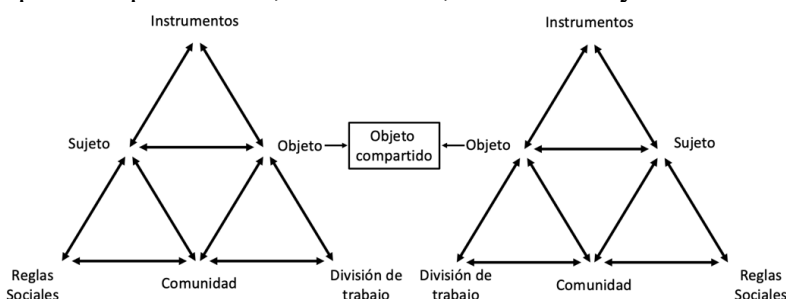 Instrumentos
Instrumentos
Sujeto
Objeto
Objeto
compartido
Objeto
Sujeto
Reglas
Sociales
Comunidad
División de
trabajo
División de
trabajo
Comunidad
Reglas
Sociales